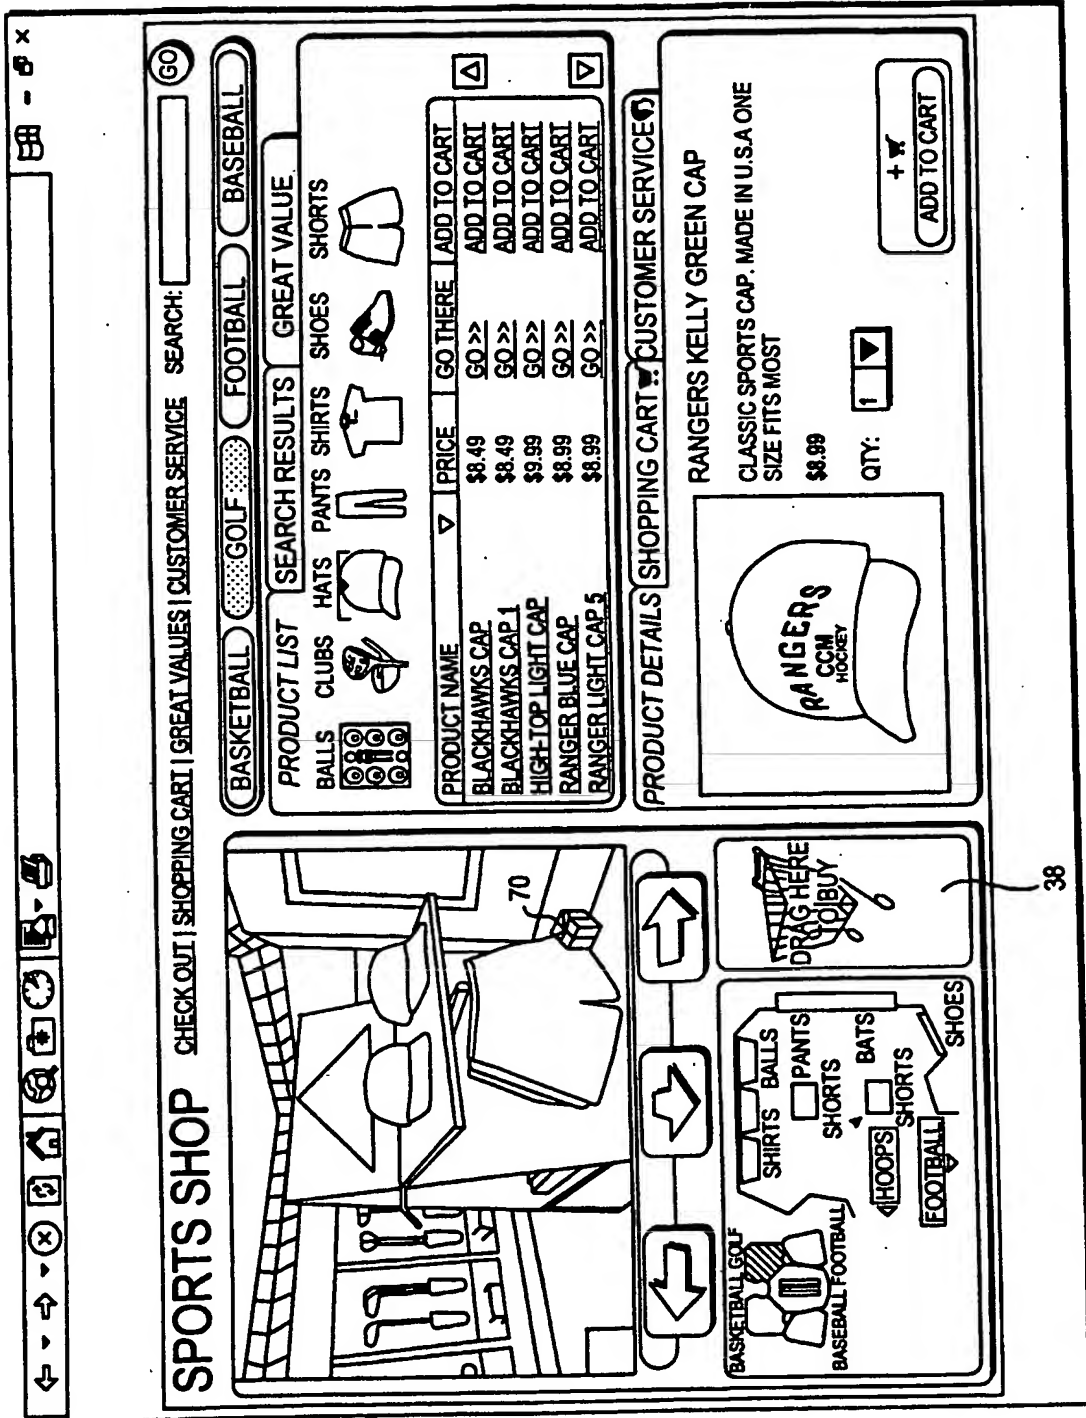 SPORTS SHOP
CHECK OUT | SHOPPING CART | GREAT VALUES | CUSTOMER SERVICE SEARCH: GO
BASKETBALL GOLF FOOTBALL BASEBALL
PRODUCT LIST SEARCH RESULTS GREAT VALUE
BALLS CLUBS HATS PANTS SHIRTS SHOES SHORTS
PRODUCT NAME PRICE GO THERE ADD TO CART
BLACKHAWKS CAP $8.49 GO >> ADD TO CART
BLACKHAWKS CAP 1 $8.49 GO >> ADD TO CART
HIGH-TOP LIGHT CAP $9.99 GO >> ADD TO CART
RANGER BLUE CAP $8.99 GO >> ADD TO CART
RANGER LIGHT CAP 5 $8.99 GO >> ADD TO CART
70
PRODUCT DETAILS SHOPPING CART CUSTOMER SERVICE
RANGERS KELLY GREEN CAP
CLASSIC SPORTS CAP. MADE IN U.S.A ONE
SIZE FITS MOST
$8.99
QTY: 1
+
ADD TO CART
RANGERS
CCM
HOCKEY
BASKETBALL GOLF
BASEBALL FOOTBALL
SHIRTS BALLS
PANTS
SHORTS
BATS
HOOPS
SHORTS
FOOTBALL
SHOES
DRAG HERE
TO BUY
38